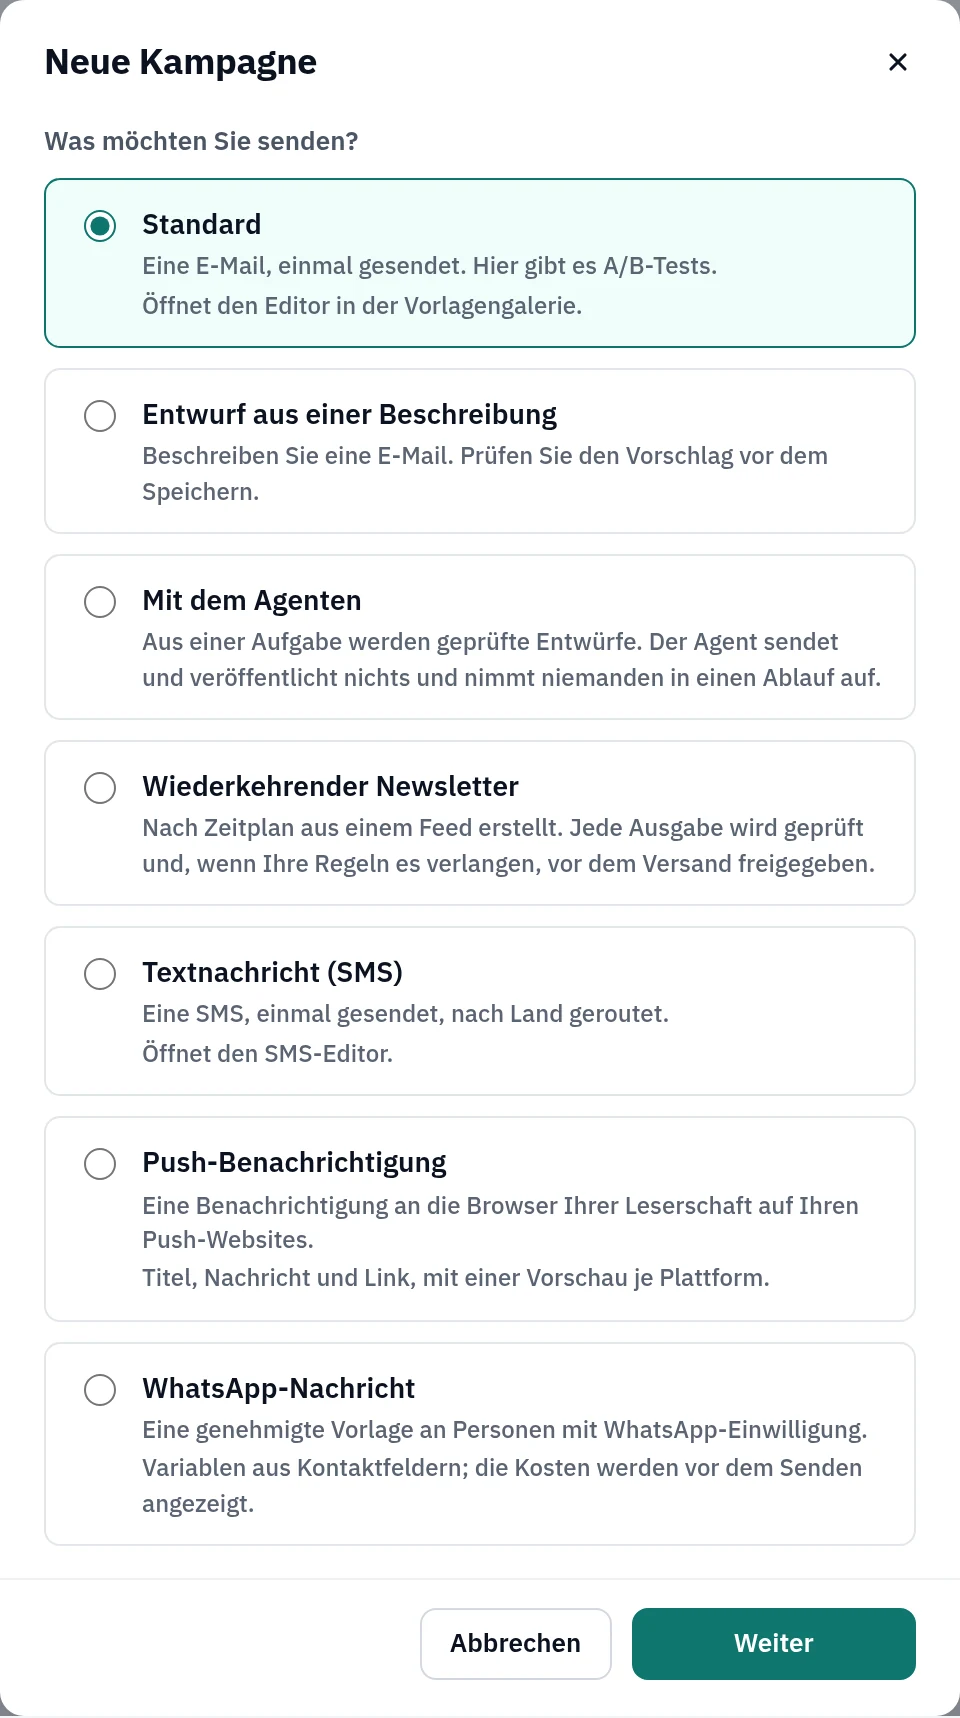 Neue Kampagne
Was möchten Sie senden?
Standard
Eine E-Mail, einmal gesendet. Hier gibt es A/B-Tests.
Öffnet den Editor in der Vorlagengalerie.
Entwurf aus einer Beschreibung
Beschreiben Sie eine E-Mail. Prüfen Sie den Vorschlag vor dem
Speichern.
Mit dem Agenten
Aus einer Aufgabe werden geprüfte Entwürfe. Der Agent sendet
und veröffentlicht nichts und nimmt niemanden in einen Ablauf auf.
Wiederkehrender Newsletter
Nach Zeitplan aus einem Feed erstellt. Jede Ausgabe wird geprüft
und, wenn Ihre Regeln es verlangen, vor dem Versand freigegeben.
Textnachricht (SMS)
Eine SMS, einmal gesendet, nach Land geroutet.
Öffnet den SMS-Editor.
Push-Benachrichtigung
Eine Benachrichtigung an die Browser Ihrer Leserschaft auf Ihren
Push-Websites.
Titel, Nachricht und Link, mit einer Vorschau je Plattform.
WhatsApp-Nachricht
Eine genehmigte Vorlage an Personen mit WhatsApp-Einwilligung.
Variablen aus Kontaktfeldern; die Kosten werden vor dem Senden
angezeigt.
Abbrechen
Weiter